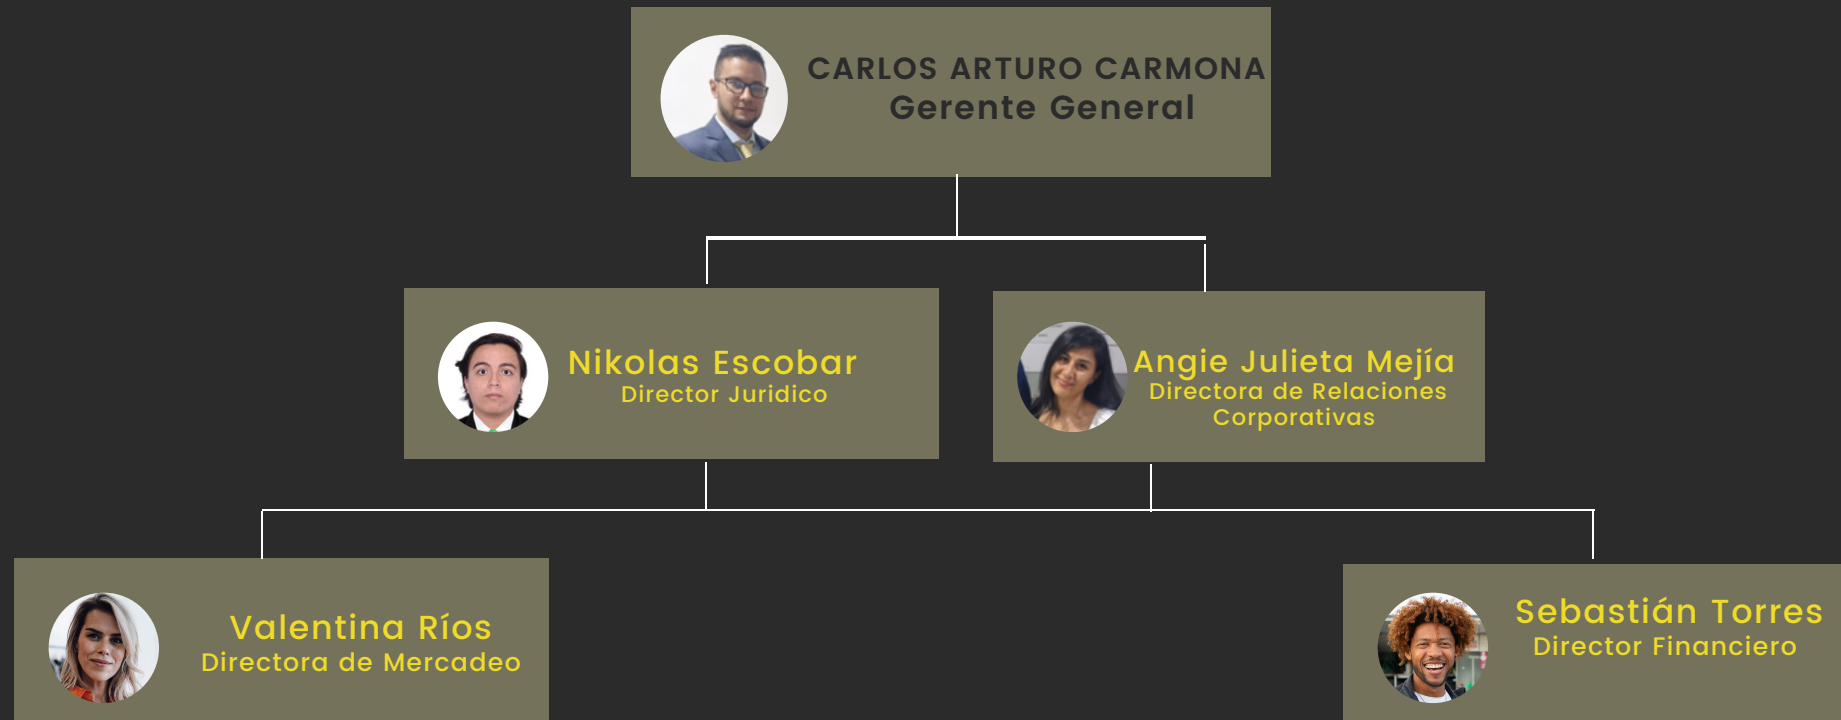 CARLOS ARTURO CARMONA
Gerente General
Nikolas Escobar
Director Juridico
Angie Julieta Mejía
Directora de Relaciones
Corporativas
Valentina Ríos
Directora de Mercadeo
Sebastián Torres
Director Financiero